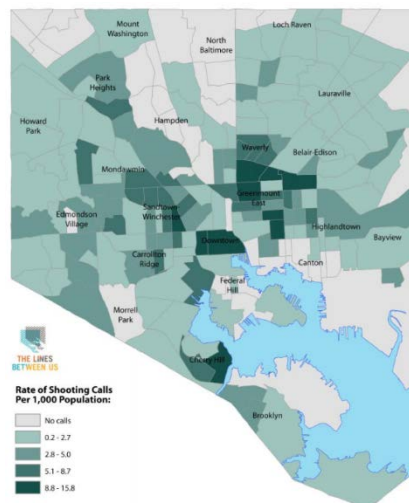 Mount
Washington
North
Baltimore
Loch Raven
Park
Heights
Lauraville
Howard
Park
Hampden
Waverly
Belair-Edison
Mondawmin
Greenmount
East
Sandtown
Winchester
Edmondson
Village
Highlandtown
Downtown
Bayview
Carrollton
Ridge
Canton
Federal
Hill
Morrell
Park
THE LINES
BETWEEN US
Cherry Hill
Rate of Shooting Calls
Per 1,000 Population:
No calls
0.2 - 2.7
2.8 - 5.0
5.1 - 8.7
8.8 - 15.8
Brooklyn